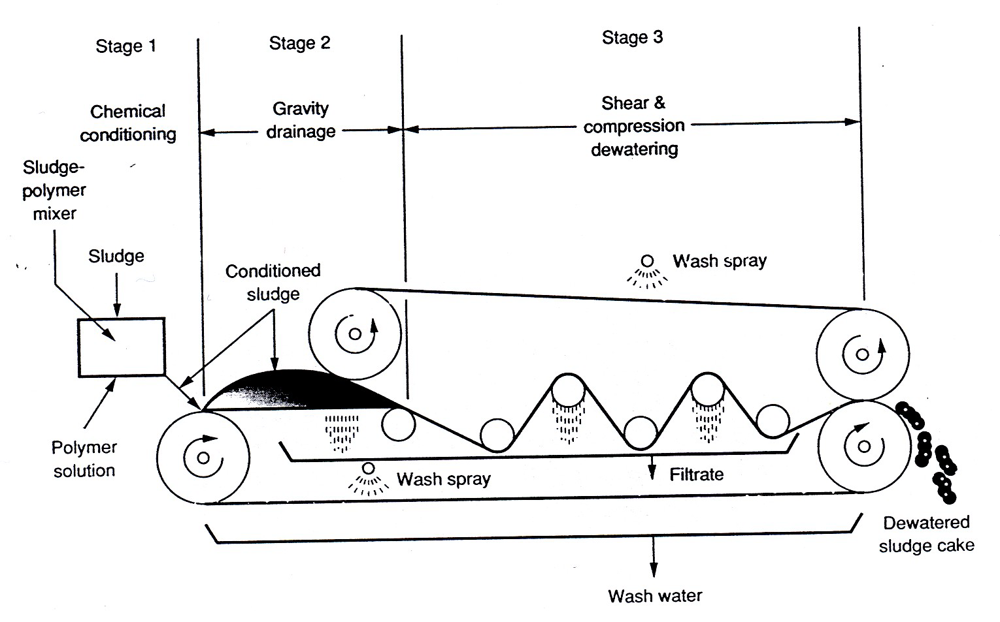 Stage 1
Stage 2
Stage 3
Chemical
conditioning
Gravity
drainage
Shear &
compression
dewatering
Sludge-
polymer
mixer
Sludge
Conditioned
sludge
Wash spray
Polymer
solution
Wash spray
Filtrate
Dewatered
sludge cake
Wash water